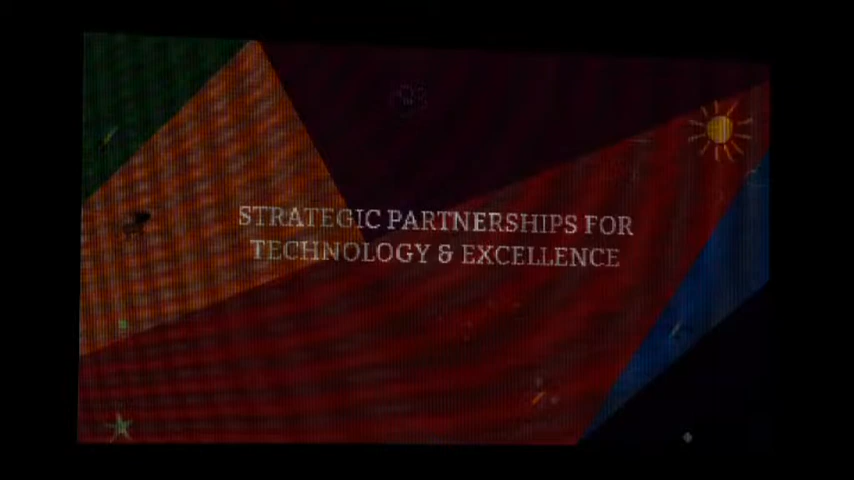 STRATEGIC PARTNERSHIPS FOR
TECHNOLOGY & EXCELLENCE